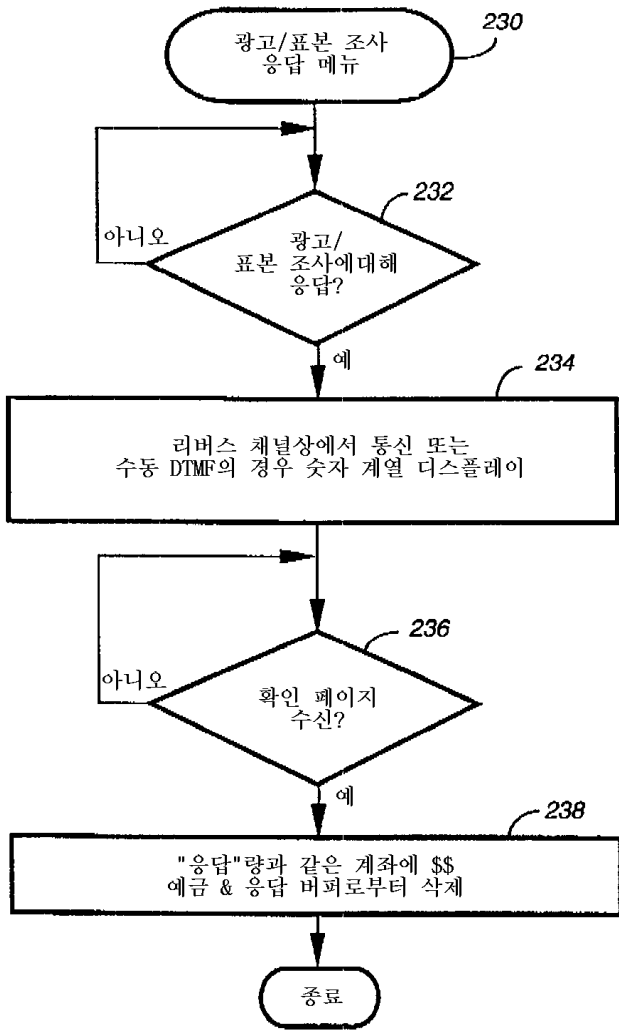 광고/표본 조사
응답 메뉴
230
232
아니오
광고/
표본 조사에대해
응답?
예
234
리버스 채널상에서 통신 또는
수동 DTMF의 경우 숫자 계열 디스플레이
236
아니오
확인 페이지
수신?
예
238
"응답"량과 같은 계좌에 $$
예금 & 응답 버퍼로부터 삭제
종료